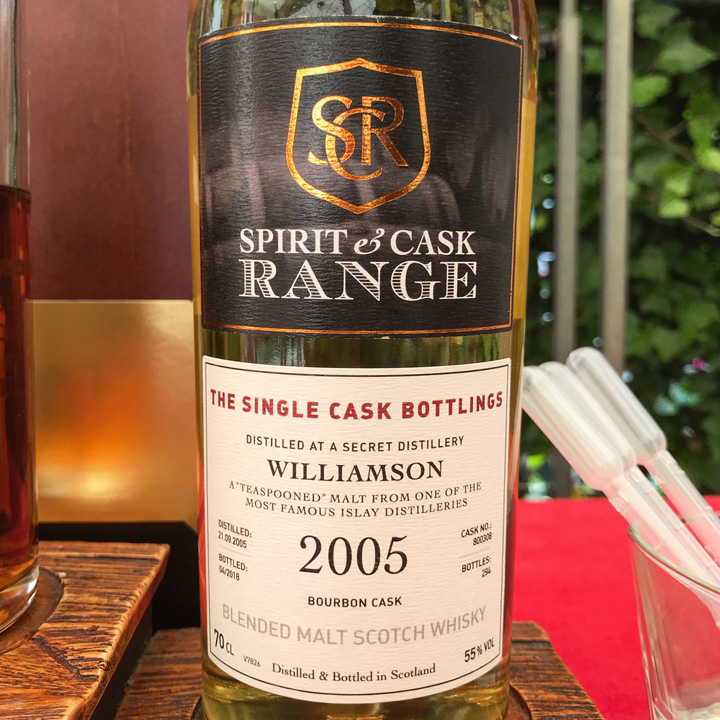 SCR
SPIRIT & CASK
RANGE
THE SINGLE CASK BOTTLINGS
DISTILLED AT A SECRET DISTILLERY
WILLIAMSON
A "TEASPOONED" MALT FROM ONE OF THE
MOST FAMOUS ISLAY DISTILLERIES
DISTILLED:
21.09.2005
BOTTLED:
04/2018
2005
CASK NO.:
800308
BOTTLES:
294
BOURBON CASK
BLENDED MALT SCOTCH WHISKY
70 CL
V7826
Distilled & Bottled in Scotland
55% VOL